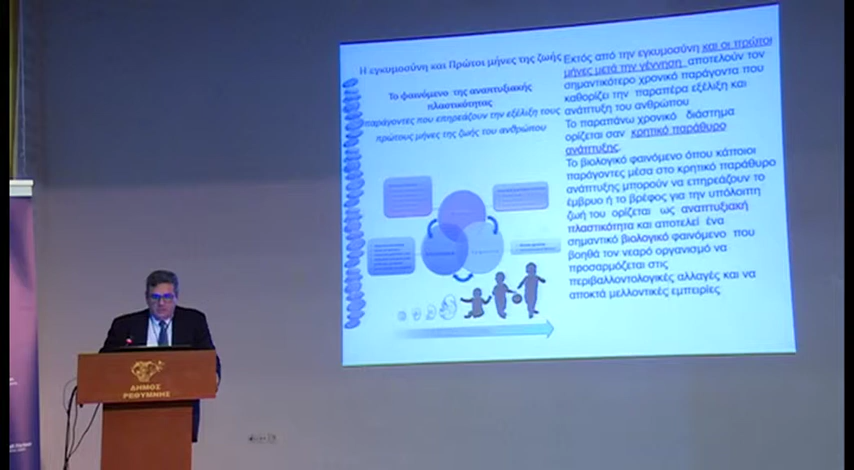 Η εγκυμοσύνη και Πρώτοι μήνες της ζωής
Το φαινόμενο της αναπτυξιακής
πλαστικότητας
παράγοντες που επηρεάζουν την εξέλιξη τους
πρώτους μήνες της ζωής του ανθρώπου
Εκτός από την εγκυμοσύνη και οι πρώτοι
μήνες μετά την γέννηση αποτελούν τον
σημαντικότερο χρονικό παράγοντα που
καθορίζει την παραπέρα εξέλιξη και
ανάπτυξη του ανθρώπου
Το παραπάνω χρονικό διάστημα
ορίζεται σαν κρητικό παράθυρο
ανάπτυξης.
Το βιολογικό φαινόμενο όπου κάποιοι
παράγοντες μέσα στο κρητικό παράθυρο
ανάπτυξης μπορούν να επηρεάζουν το
έμβρυο ή το βρέφος για την υπόλοιπη
ζωή του ορίζεται ως αναπτυξιακή
πλαστικότητα και αποτελεί ένα
σημαντικό βιολογικό φαινόμενο που
βοηθά τον νεαρό οργανισμό να
προσαρμόζεται στις
περιβαλλοντολογικές αλλαγές και να
αποκτά μελλοντικές εμπειρίες
ΔΗΜΟΣ
ΡΕΘΥΜΝΗΣ